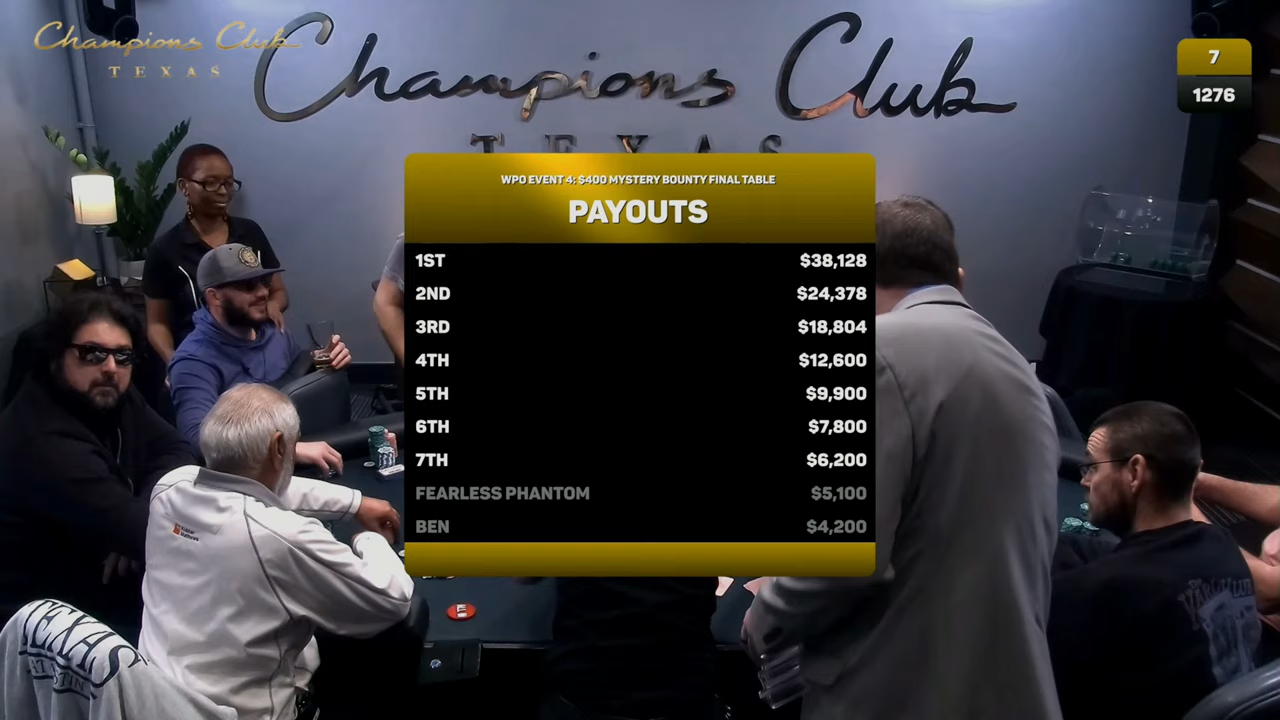 Champions Club
TEXAS
Champions Club
TEXAS
7
1276
WPO EVENT 4: $400 MYSTERY BOUNTY FINAL TABLE
PAYOUTS
1ST $38,128
2ND $24,378
3RD $18,804
4TH $12,600
5TH $9,900
6TH $7,800
7TH $6,200
FEARLESS PHANTOM $5,100
BEN $4,200
TEXAS